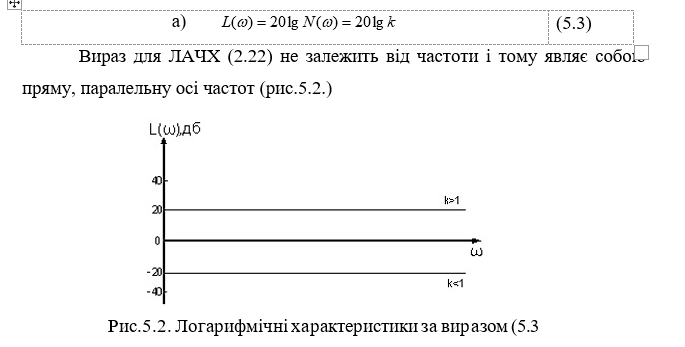 а) L(ω) = 20 lg N(ω) = 20 lg k (5.3)
Вираз для ЛАЧХ (2.22) не залежить від частоти і тому являє собою
пряму, паралельну осі частот (рис.5.2.)
L(ω),дб
40
20
k>1
0
ω
-20
k<1
-40
Рис.5.2. Логарифмічні характеристики за виразом (5.3